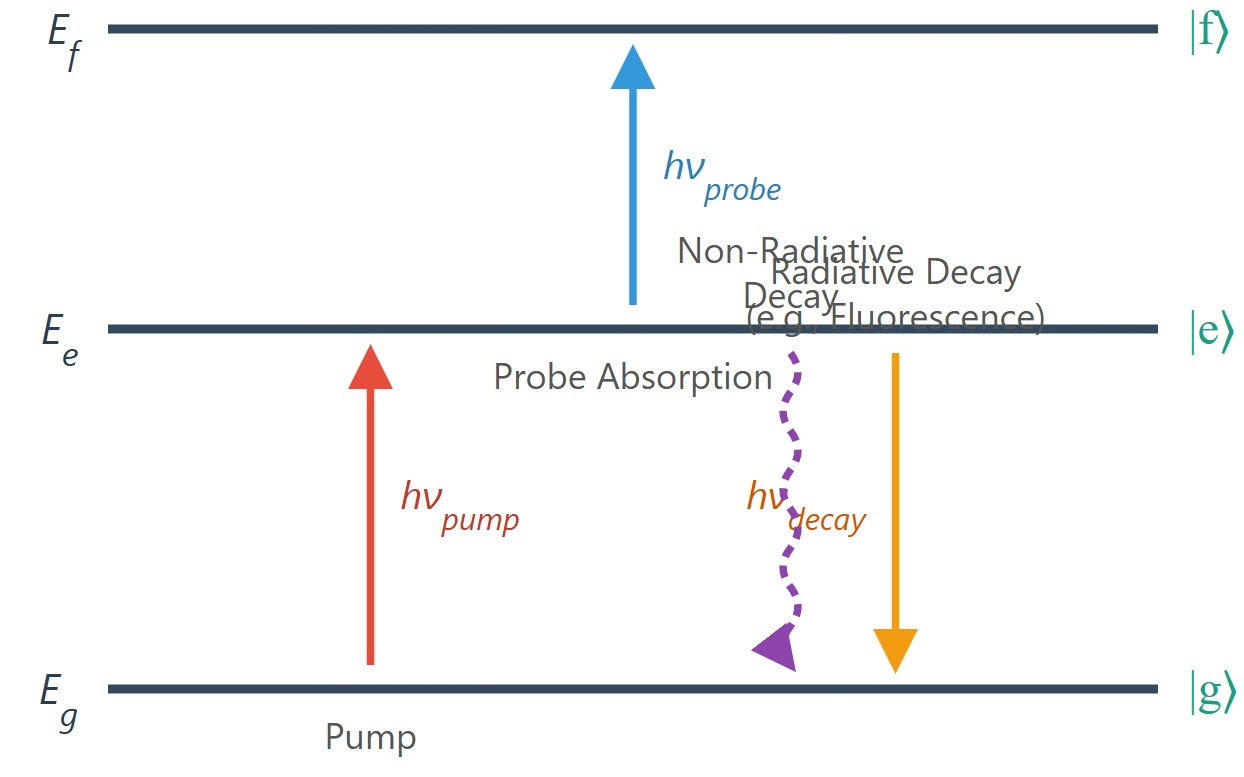 E_f
|f⟩
hν_probe
Non-Radiative
Decay
Radiative Decay
(e.g., Fluorescence)
E_e
|e⟩
Probe Absorption
hν_pump
hν_decay
E_g
|g⟩
Pump